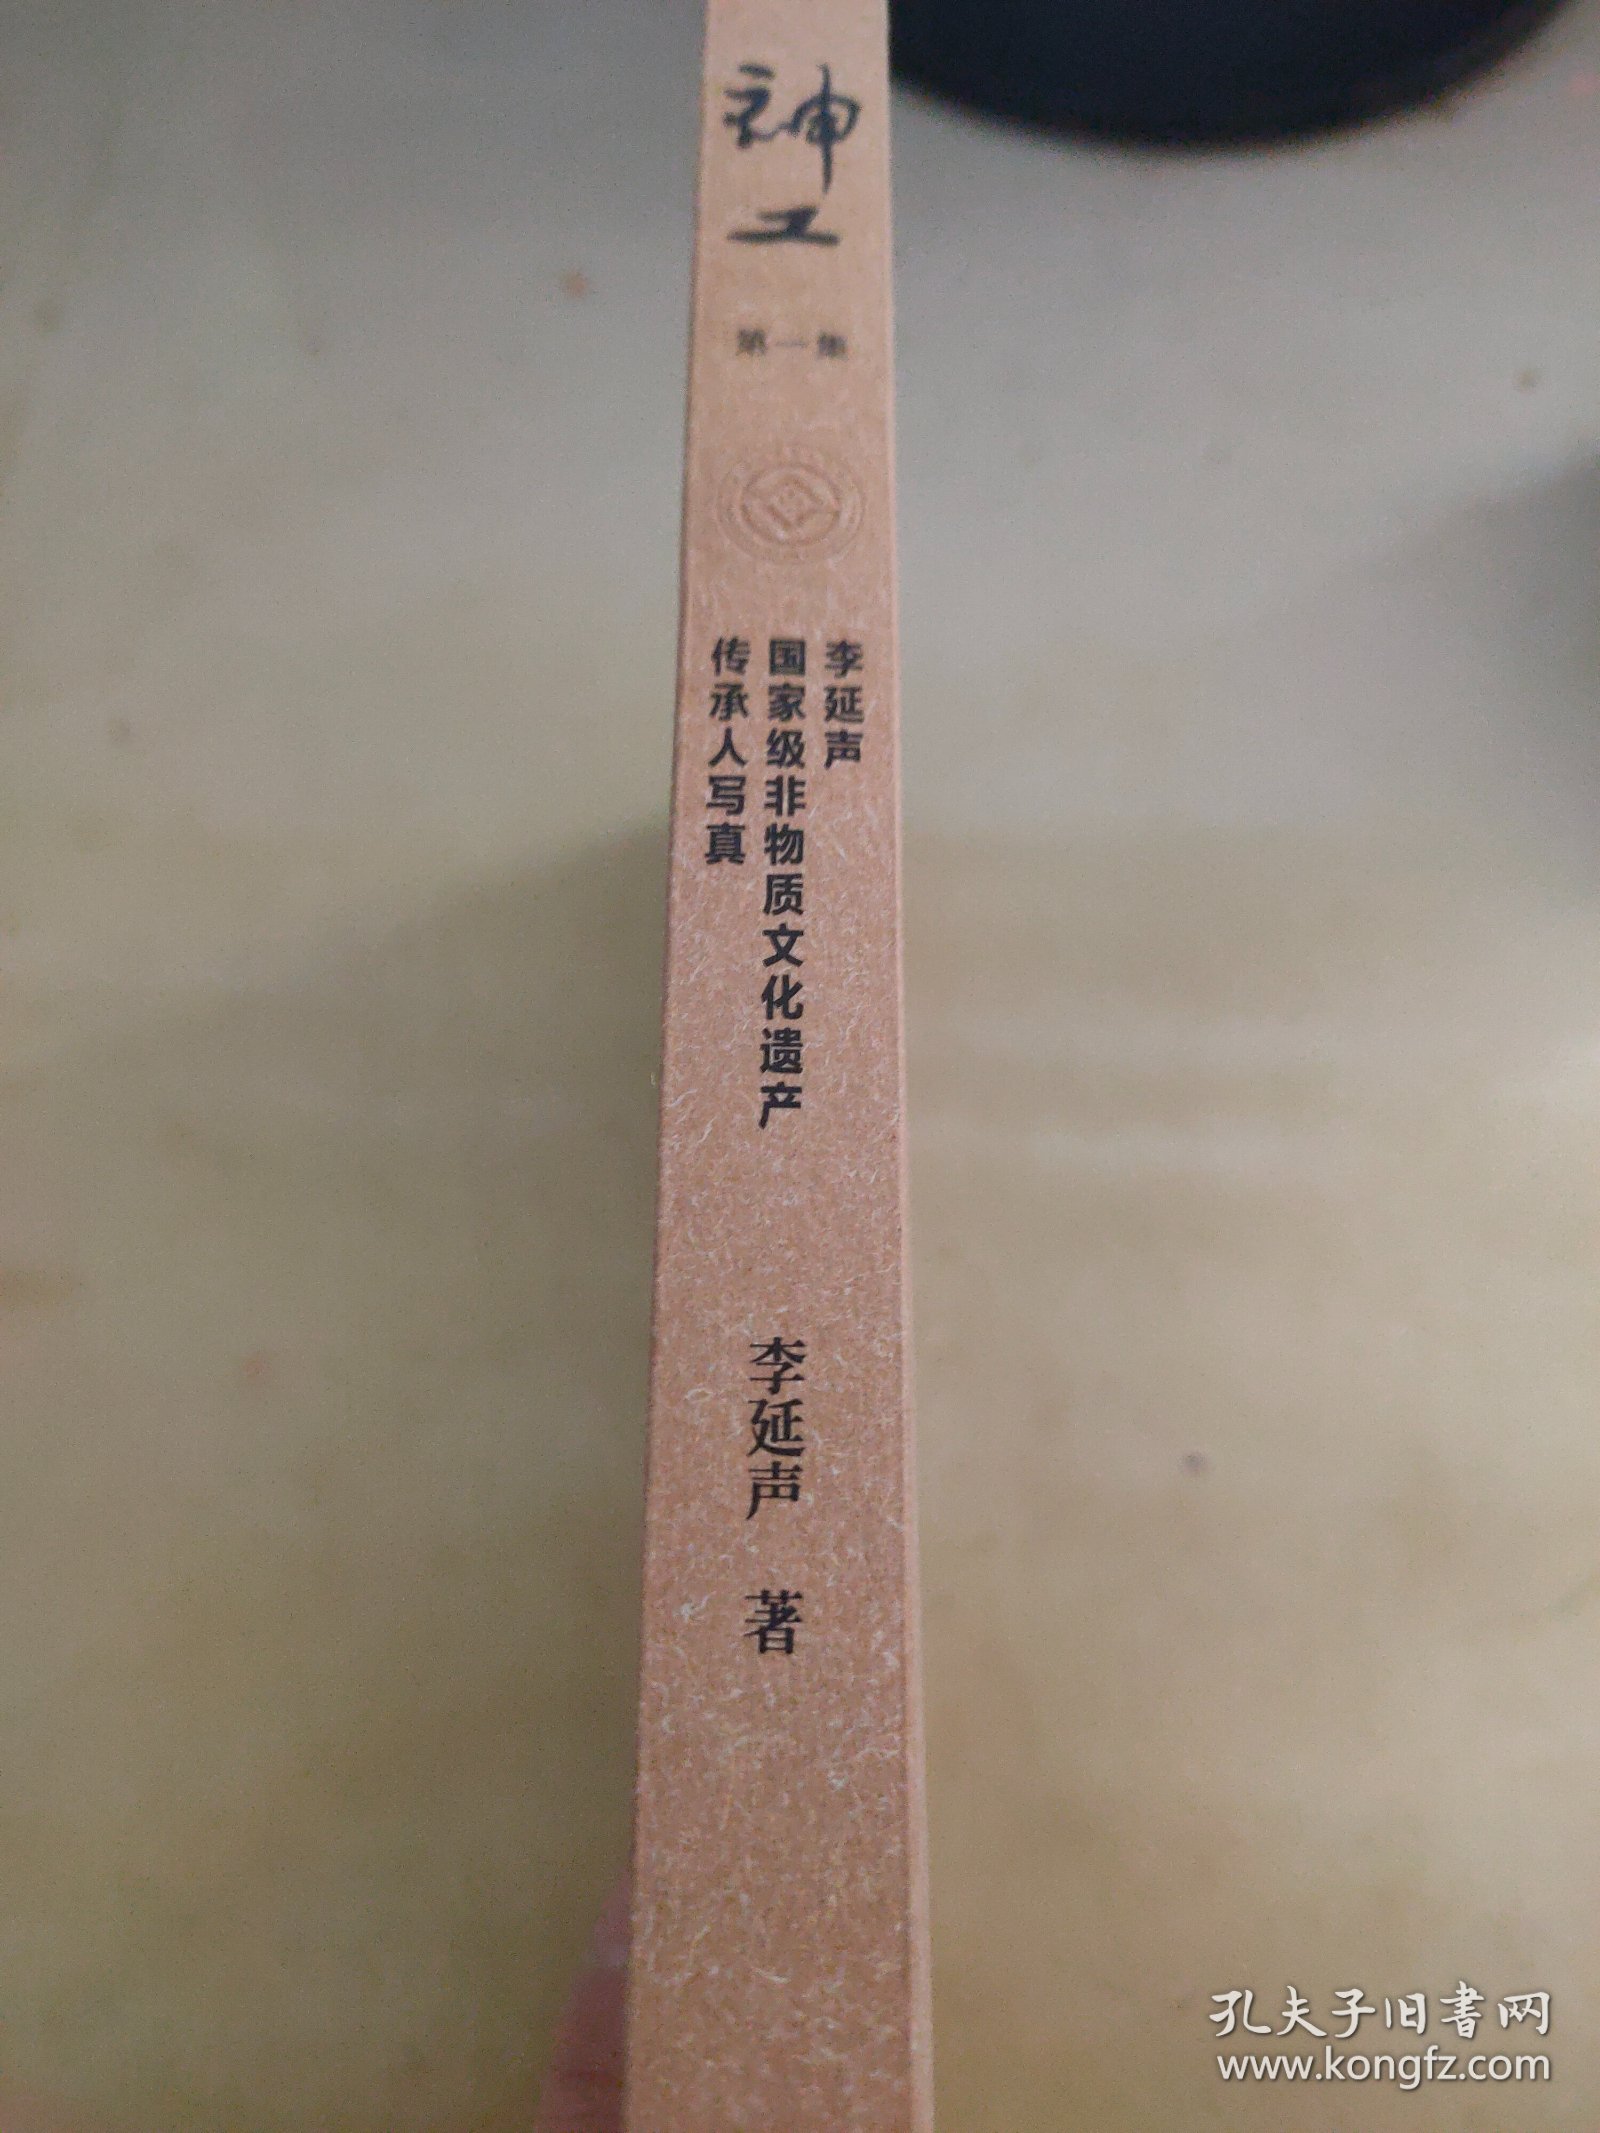 神工
第一集
李延声
国家级非物质文化遗产
传承人写真
李延声 著
孔夫子旧书网
www.kongfz.com